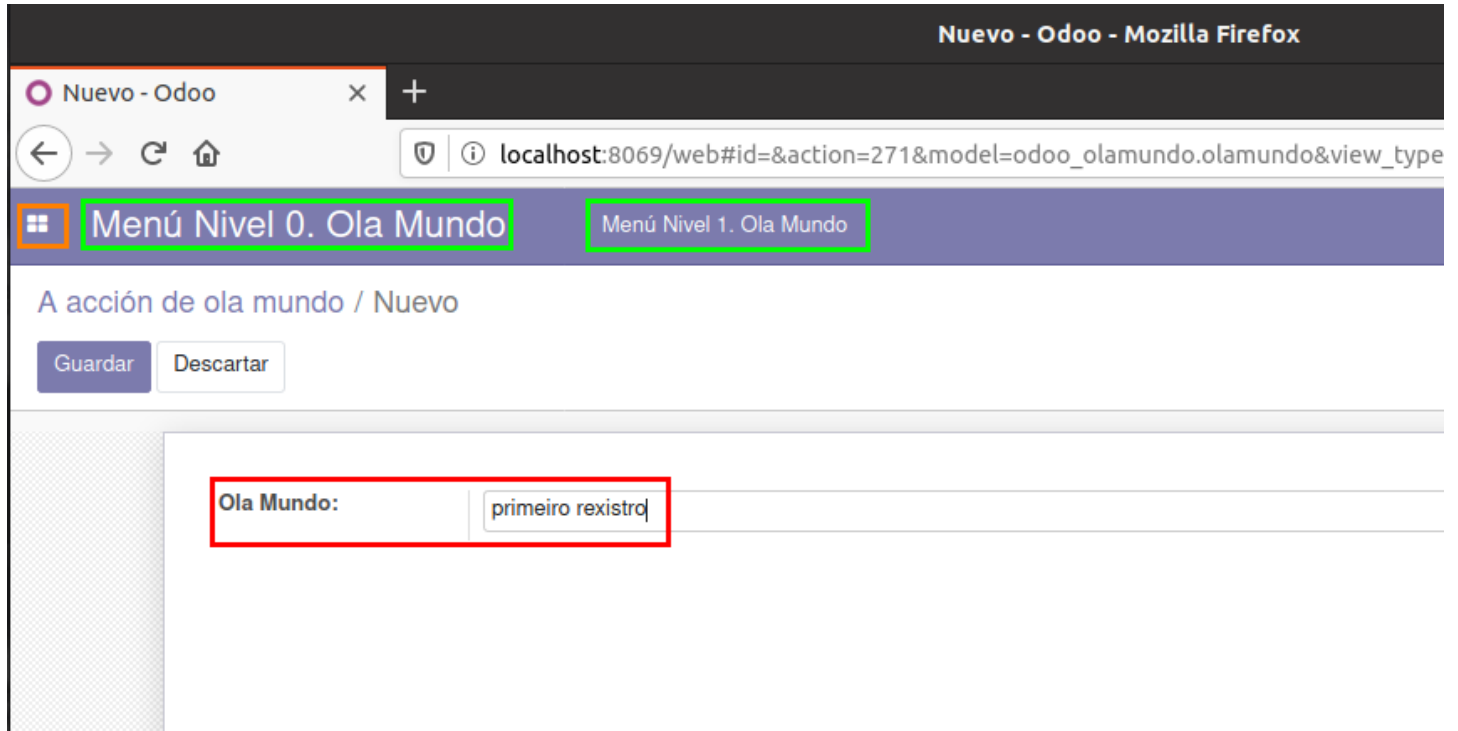 Nuevo - Odoo - Mozilla Firefox
Nuevo - Odoo
localhost:8069/web#id=&action=271&model=odoo_olamundo.olamundo&view_type
Menú Nivel 0. Ola Mundo Menú Nivel 1. Ola Mundo
A acción de ola mundo / Nuevo
Guardar Descartar
Ola Mundo: primeiro rexistro